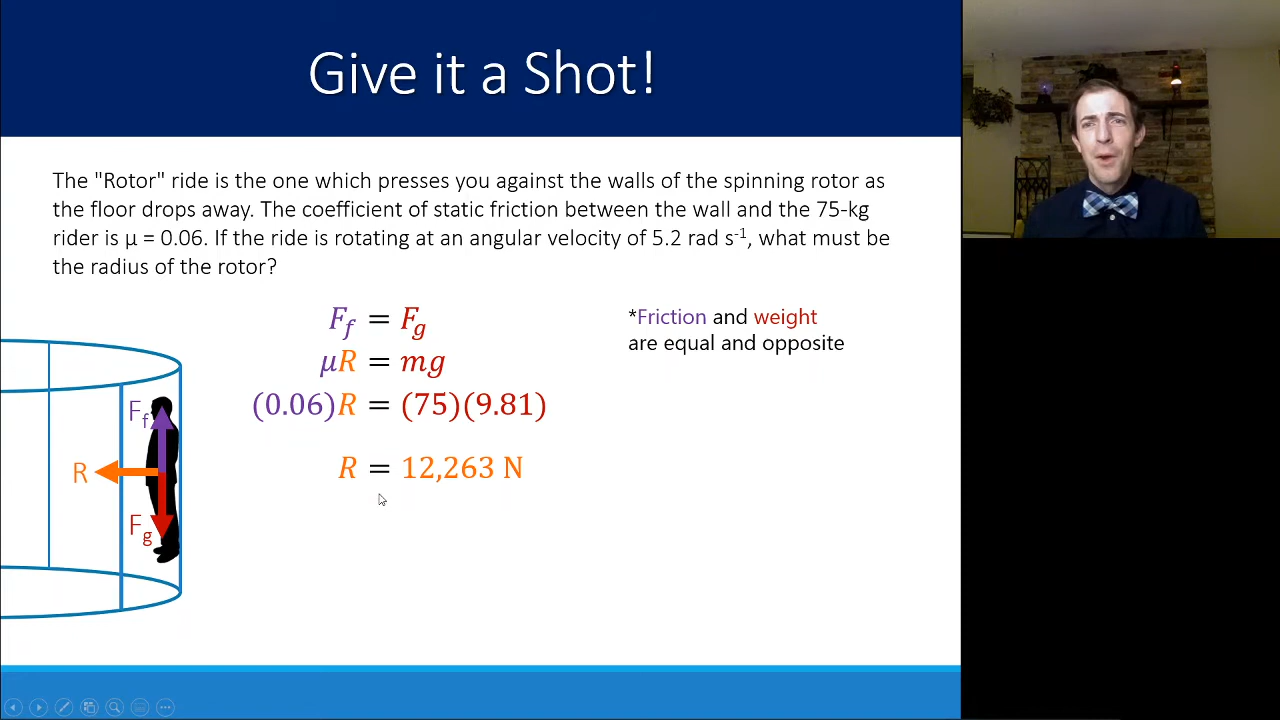 Give it a Shot!
The "Rotor" ride is the one which presses you against the walls of the spinning rotor as
the floor drops away. The coefficient of static friction between the wall and the 75-kg
rider is μ = 0.06. If the ride is rotating at an angular velocity of 5.2 rad s⁻¹, what must be
the radius of the rotor?
F_f = F_g
μR = mg
(0.06)R = (75)(9.81)
R = 12,263 N
*Friction and weight
are equal and opposite
F_f
R
F_g